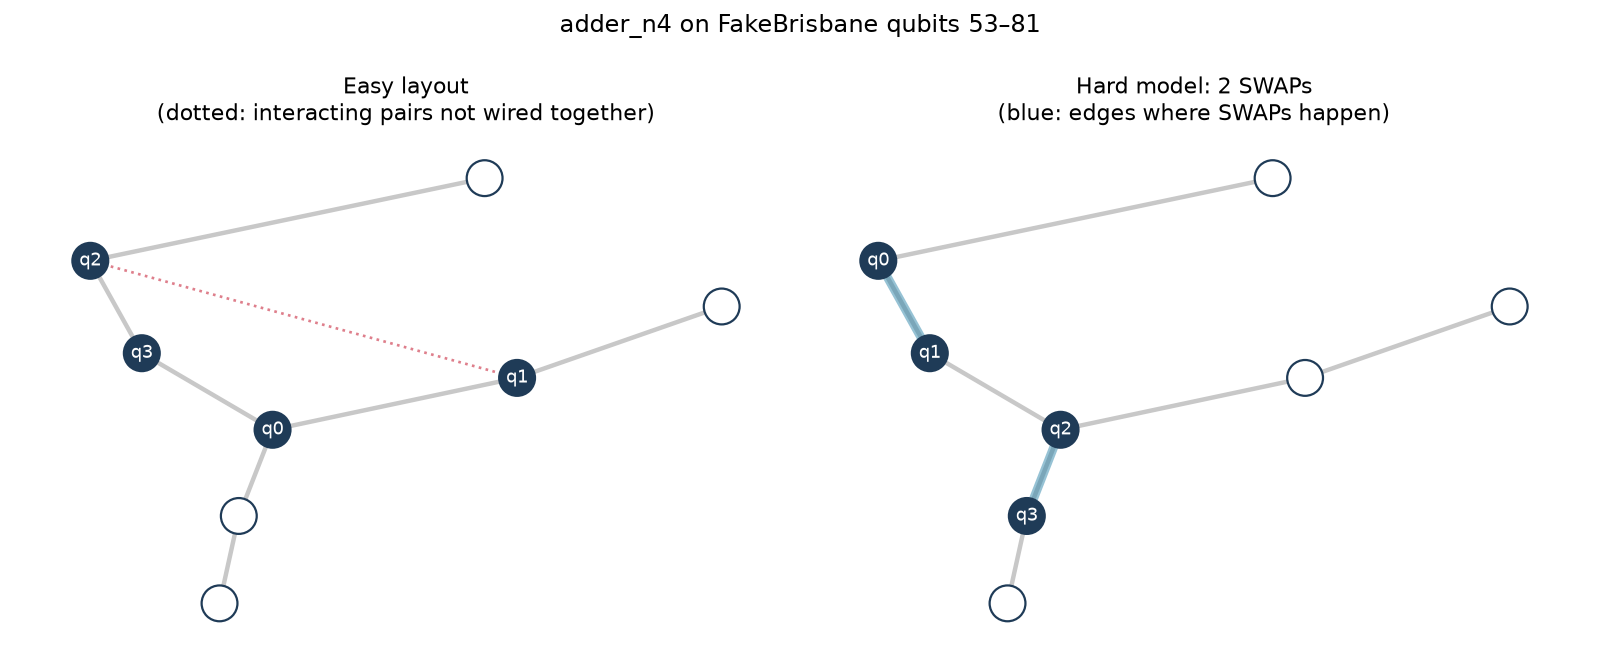 adder_n4 on FakeBrisbane qubits 53–81
Easy layout
(dotted: interacting pairs not wired together)
q2
q3
q1
q0
Hard model: 2 SWAPs
(blue: edges where SWAPs happen)
q0
q1
q2
q3